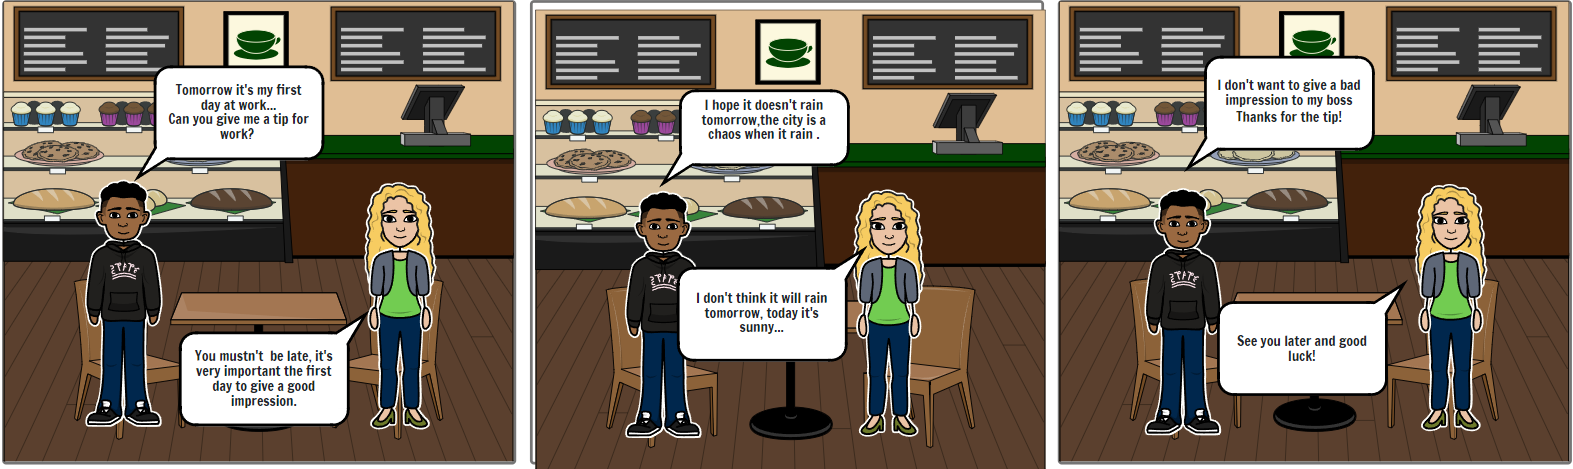 Tomorrow it's my first
day at work...
Can you give me a tip for
work?
You mustn't be late, it's
very important the first
day to give a good
impression.
I hope it doesn't rain
tomorrow,the city is a
chaos when it rain .
I don't think it will rain
tomorrow, today it's
sunny...
I don't want to give a bad
impression to my boss
Thanks for the tip!
See you later and good
luck!